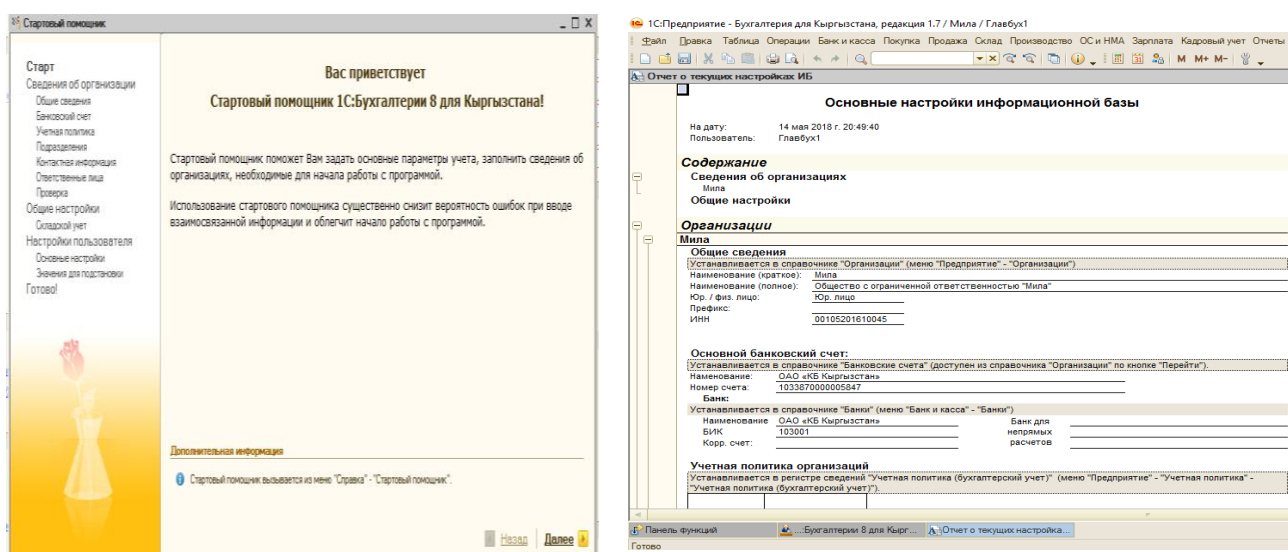 Стартовый помощник
Старт
Сведения об организации
Общие сведения
Банковский счет
Учетная политика
Подразделения
Контактная информация
Ответственные лица
Проверка
Общие настройки
Складской учет
Настройки пользователя
Основные настройки
Значения для подстановки
Готово!
Вас приветствует
Стартовый помощник 1С:Бухгалтерии 8 для Кыргызстана!
Стартовый помощник поможет Вам задать основные параметры учета, заполнить сведения об
организациях, необходимые для начала работы с программой.
Использование стартового помощника существенно снизит вероятность ошибок при вводе
взаимосвязанной информации и облегчит начало работы с программой.
Дополнительная информация
Стартовый помощник вызывается из меню "Справка" - "Стартовый помощник".
Назад Далее
1С:Предприятие - Бухгалтерия для Кыргызстана, редакция 1.7 / Мила / Главбух1
Файл Правка Таблица Операции Банк и касса Покупка Продажа Склад Производство ОС и НМА Зарплата Кадровый учет Отчеты
M M+ M-
Отчет о текущих настройках ИБ
Основные настройки информационной базы
На дату: 14 мая 2018 г. 20:49:40
Пользователь: Главбух1
Содержание
Сведения об организациях
Мила
Общие настройки
Организации
Мила
Общие сведения
Устанавливается в справочнике "Организации" (меню "Предприятие" - "Организации")
Наименование (краткое): Мила
Наименование (полное): Общество с ограниченной ответственностью "Мила"
Юр. / физ. лицо: Юр. лицо
Префикс:
ИНН 00105201610045
Основной банковский счет:
Устанавливается в справочнике "Банковские счета" (доступен из справочника "Организации" по кнопке "Перейти").
Наменование: ОАО «КБ Кыргызстан»
Номер счета: 1033870000005847
Банк:
Устанавливается в справочнике "Банки" (меню "Банк и касса" - "Банки")
Наименование ОАО «КБ Кыргызстан» Банк для
БИК 103001 непрямых
Корр. счет: расчетов
Учетная политика организаций
Устанавливается в регистре сведений "Учетная политика (бухгалтерский учет)" (меню "Предприятие" - "Учетная политика" -
"Учетная политика (бухгалтерский учет)").
Панель функций ...:Бухгалтерии 8 для Кырг... Отчет о текущих настройка...
Готово